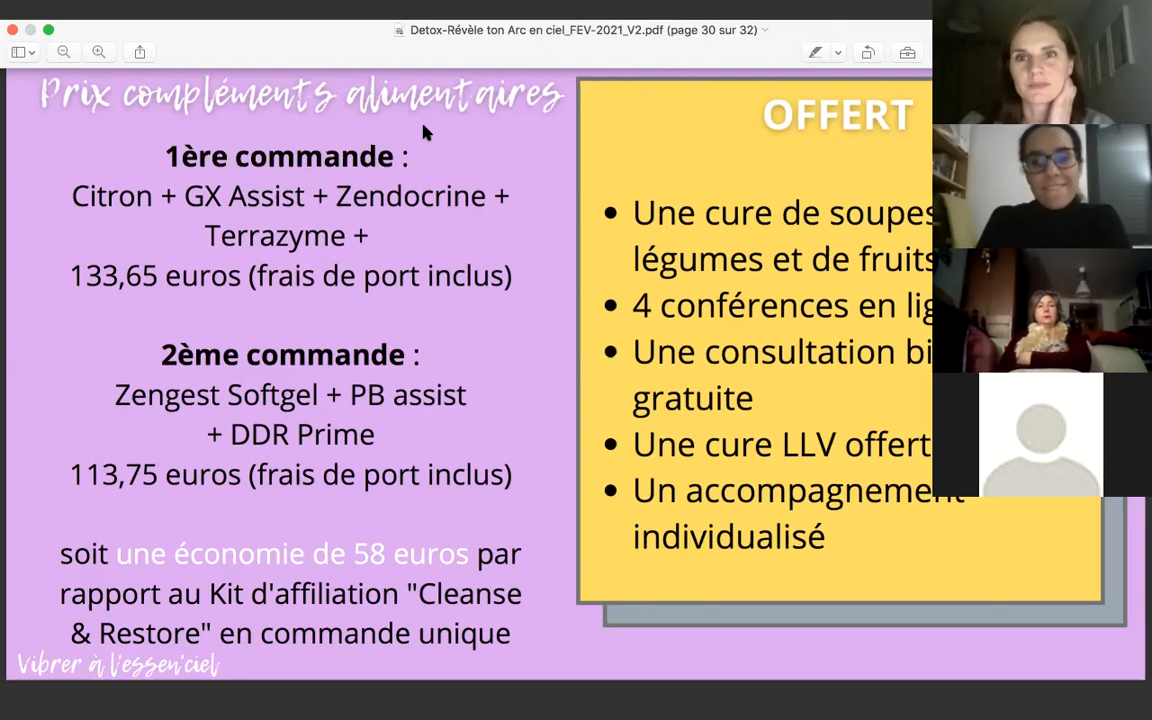 Detox-Révèle ton Arc en ciel_FEV-2021_V2.pdf (page 30 sur 32)
Prix compléments alimentaires
1ère commande :
Citron + GX Assist + Zendocrine +
Terrazyme +
133,65 euros (frais de port inclus)
2ème commande :
Zengest Softgel + PB assist
+ DDR Prime
113,75 euros (frais de port inclus)
soit une économie de 58 euros par
rapport au Kit d'affiliation "Cleanse
& Restore" en commande unique
Vibrer à l'essen'ciel
OFFERT
• Une cure de soupes
légumes et de fruits
• 4 conférences en
• Une consultation
gratuite
• Une cure LLV offert
• Un accompagnement
individualisé